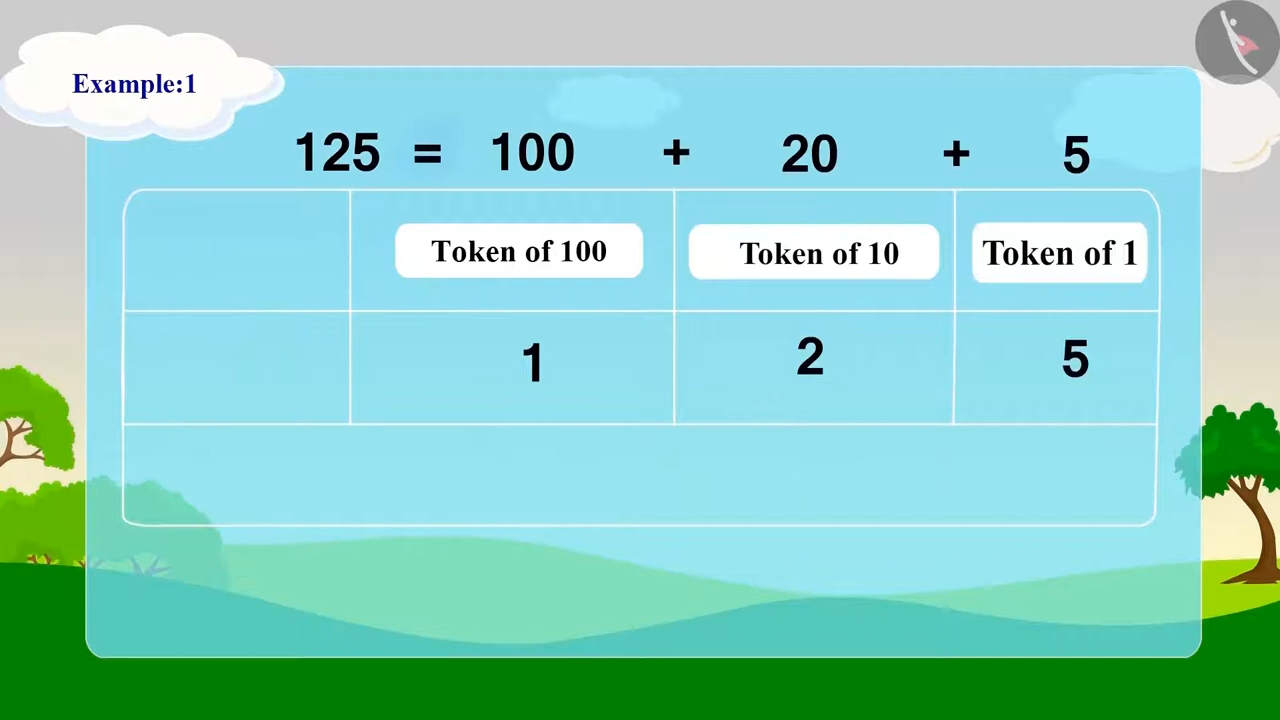 Example:1
125 = 100 + 20 + 5
Token of 100 Token of 10 Token of 1
1 2 5